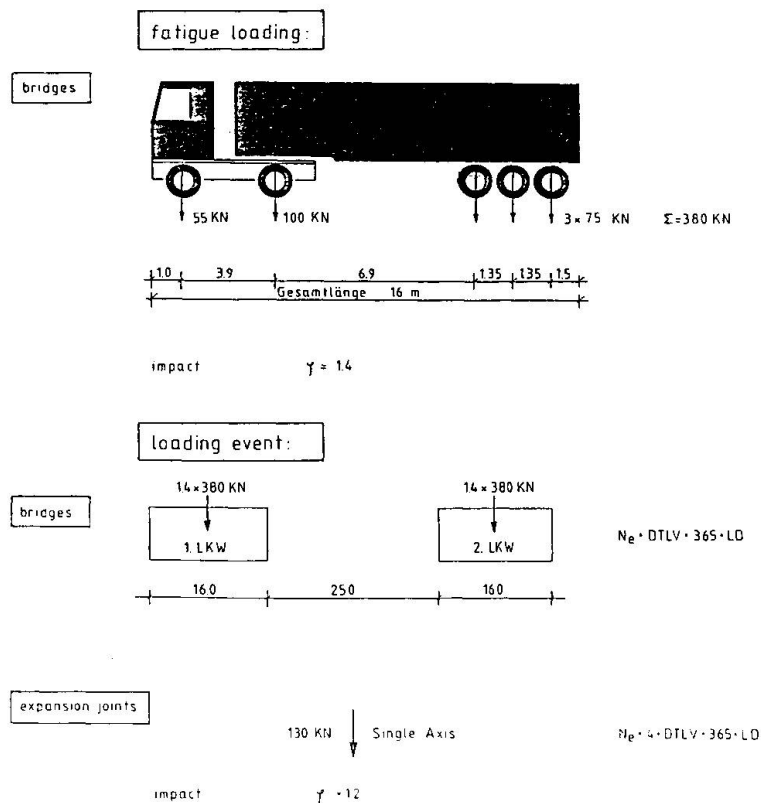 fatigue loading:
bridges
55 KN 100 KN 3 × 75 KN Σ=380 KN
1.0 3.9 6.9 1.35 1.35 1.5
Gesamtlänge 16 m
impact φ = 1.4
loading event:
1.4 × 380 KN 1.4 × 380 KN
bridges
1. LKW 2. LKW Ne • DTLV • 365 • LD
16.0 25.0 16.0
expansion joints
130 KN Single Axis Ne • 4 • DTLV • 365 • LD
impact φ • 1.2